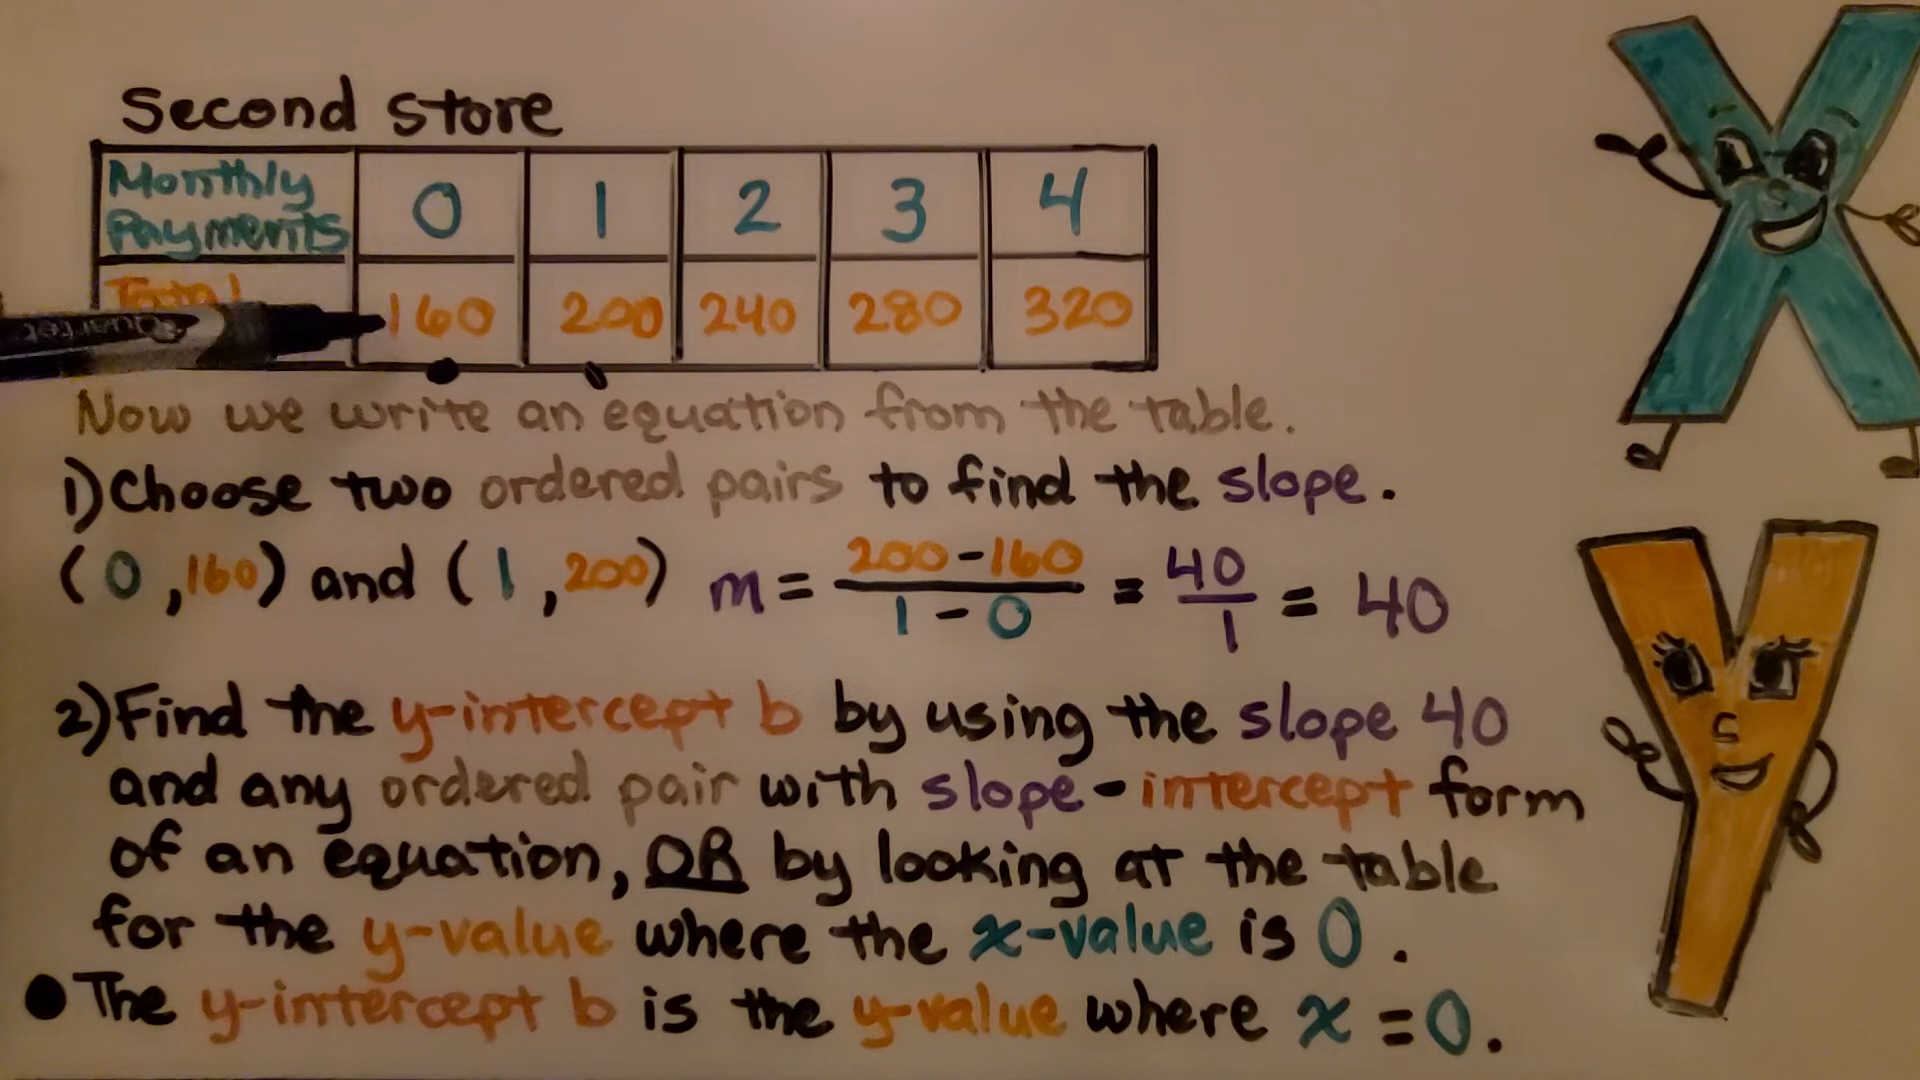 Second store
Monthly Payments 0 1 2 3 4
Total 160 200 240 280 320
Now we write an equation from the table.
1) Choose two ordered pairs to find the slope.
(0,160) and (1,200) m = 200-160 / 1-0 = 40/1 = 40
2) Find the y-intercept b by using the slope 40
and any ordered pair with slope-intercept form
of an equation, OR by looking at the table
for the y-value where the x-value is 0.
● The y-intercept b is the y-value where x = 0.